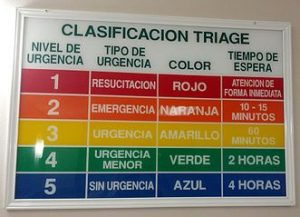 CLASIFICACION TRIAGE
NIVEL DE URGENCIA TIPO DE URGENCIA COLOR TIEMPO DE ESPERA
1 RESUCITACION ROJO ATENCION DE FORMA INMEDIATA
2 EMERGENCIA NARANJA 10 - 15 MINUTOS
3 URGENCIA AMARILLO 60 MINUTOS
4 URGENCIA MENOR VERDE 2 HORAS
5 SIN URGENCIA AZUL 4 HORAS